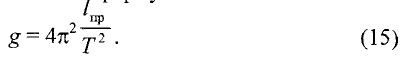 g = 4π² l_пр / T². (15)